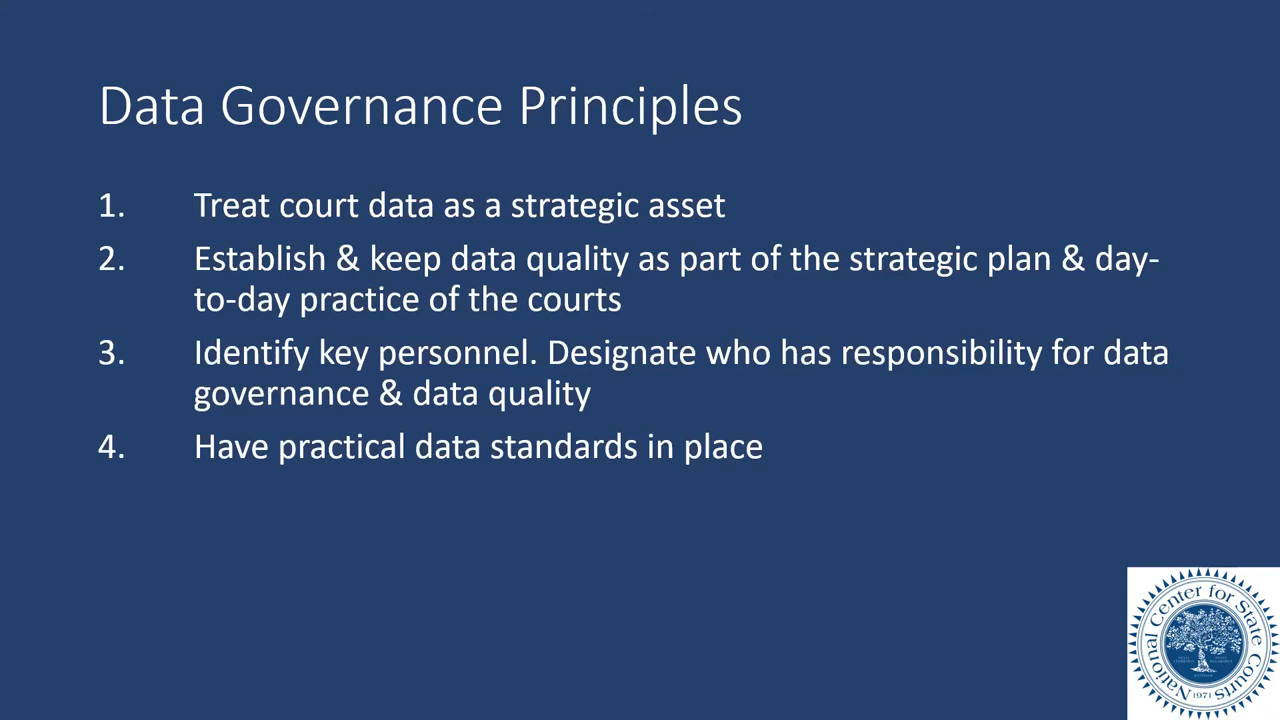 Data Governance Principles
1. Treat court data as a strategic asset
2. Establish & keep data quality as part of the strategic plan & day-
to-day practice of the courts
3. Identify key personnel. Designate who has responsibility for data
governance & data quality
4. Have practical data standards in place
National Center for State Courts
1971